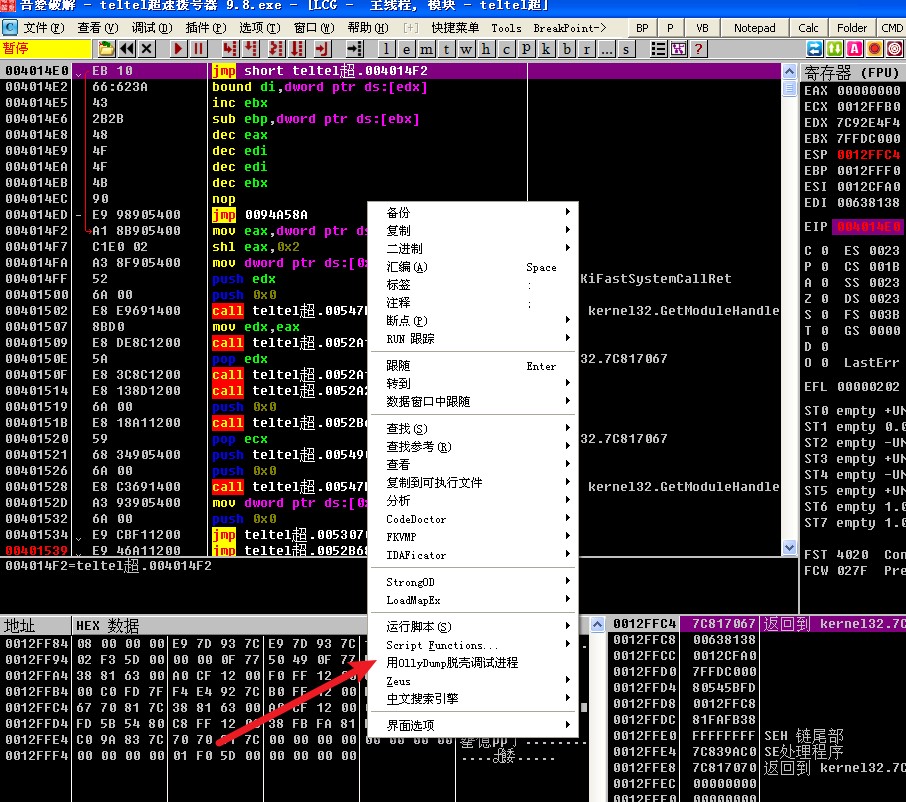 吾爱破解 - teltel超速拨号器 9.8.exe - [LCG - 主线程, 模块 - teltel超]
C 文件(F) 查看(V) 调试(D) 插件(P) 选项(T) 窗口(W) 帮助(H) [+] 快捷菜单 Tools BreakPoint-> BP P VB Notepad Calc Folder CMD
暂停 l e m t w h c p k b r ... s ?
004014E0 EB 10 jmp short teltel超.004014F2
004014E2 66:623A bound di,dword ptr ds:[edx]
004014E5 43 inc ebx
004014E6 2B2B sub ebp,dword ptr ds:[ebx]
004014E8 48 dec eax
004014E9 4F dec edi
004014EA 4F dec edi
004014EB 4B dec ebx
004014EC 90 nop
004014ED - E9 98905400 jmp 0094A58A
004014F2 A1 8B905400 mov eax,dword ptr ds:
004014F7 C1E0 02 shl eax,0x2
004014FA A3 8F905400 mov dword ptr ds:[0x
004014FF 52 push edx KiFastSystemCallRet
00401500 6A 00 push 0x0
00401502 E8 E9691400 call teltel超.0054 kernel32.GetModuleHandle
00401507 8BD0 mov edx,eax
00401509 E8 DE8C1200 call teltel超.0052A
0040150E 5A pop edx 32.7C817067
0040150F E8 3C8C1200 call teltel超.0052A
00401514 E8 138D1200 call teltel超.0052A
00401519 6A 00 push 0x0
0040151B E8 18A11200 call teltel超.0052B
00401520 59 pop ecx 32.7C817067
00401521 68 34905400 push teltel超.00549
00401526 6A 00 push 0x0
00401528 E8 C3691400 call teltel超.0054 kernel32.GetModuleHandle
0040152D A3 93905400 mov dword ptr ds:[0x
00401532 6A 00 push 0x0
00401534 E9 CBF11200 jmp teltel超.005307
00401539 E9 46A11200 jmp teltel超.0052B6
004014F2=teltel超.004014F2
备份
复制
二进制
汇编(A) Space
标签 :
注释 ;
断点(P)
RUN 跟踪
跟随 Enter
转到
数据窗口中跟随
查找(S)
查找参考(R)
查看
复制到可执行文件
分析
CodeDoctor
FKVMP
IDAFicator
StrongOD
LoadMapEx
运行脚本(S)
Script Functions...
用OllyDump脱壳调试进程
Zeus
中文搜索引擎
界面选项
寄存器 (FPU)
EAX 00000000
ECX 0012FFB0
EDX 7C92E4F4
EBX 7FFDC000
ESP 0012FFC4
EBP 0012FFF0
ESI 0012CFA0
EDI 00638138
EIP 004014E0
C 0 ES 0023
P 0 CS 001B
A 0 SS 0023
Z 0 DS 0023
S 0 FS 003B
T 0 GS 0000
D 0
O 0 LastErr
EFL 00000202
ST0 empty +U
ST1 empty 0.0
ST2 empty -U
ST3 empty +U
ST4 empty -U
ST5 empty +U
ST6 empty 1.0
ST7 empty 1.0
FST 4020 Con
FCW 027F Pre
地址 HEX 数据
0012FF84 08 00 00 00 E9 7D 93 7C E9 7D 93 7C
0012FF94 02 F3 5D 00 00 00 0F 77 50 49 0F 77
0012FFA4 38 81 63 00 A0 CF 12 00 F0 FF 12 00
0012FFB4 00 C0 FD 7F F4 E4 92 7C B0 FF 12 00
0012FFC4 67 70 81 7C 38 81 63 00 A0 CF 12 00
0012FFD4 FD 5B 54 80 C8 FF 12 00 38 FB FA 81
0012FFE4 C0 9A 83 7C 70 70 81 7C 00 00 00 00 00 00 00 00
0012FFF4 00 00 00 00 01 F0 5D 00 00 00 00 00
0012FFC4 7C817067 返回到 kernel32.7C
0012FFC8 00638138
0012FFCC 0012CFA0
0012FFD0 7FFDC000
0012FFD4 80545BFD
0012FFD8 0012FFC8
0012FFDC 81FAFB38
0012FFE0 FFFFFFFF SEH 链尾部
0012FFE4 7C839AC0 SE处理程序
0012FFE8 7C817070 返回到 kernel32.7C
0012FFEC 00000000
0012FFF0 00000000